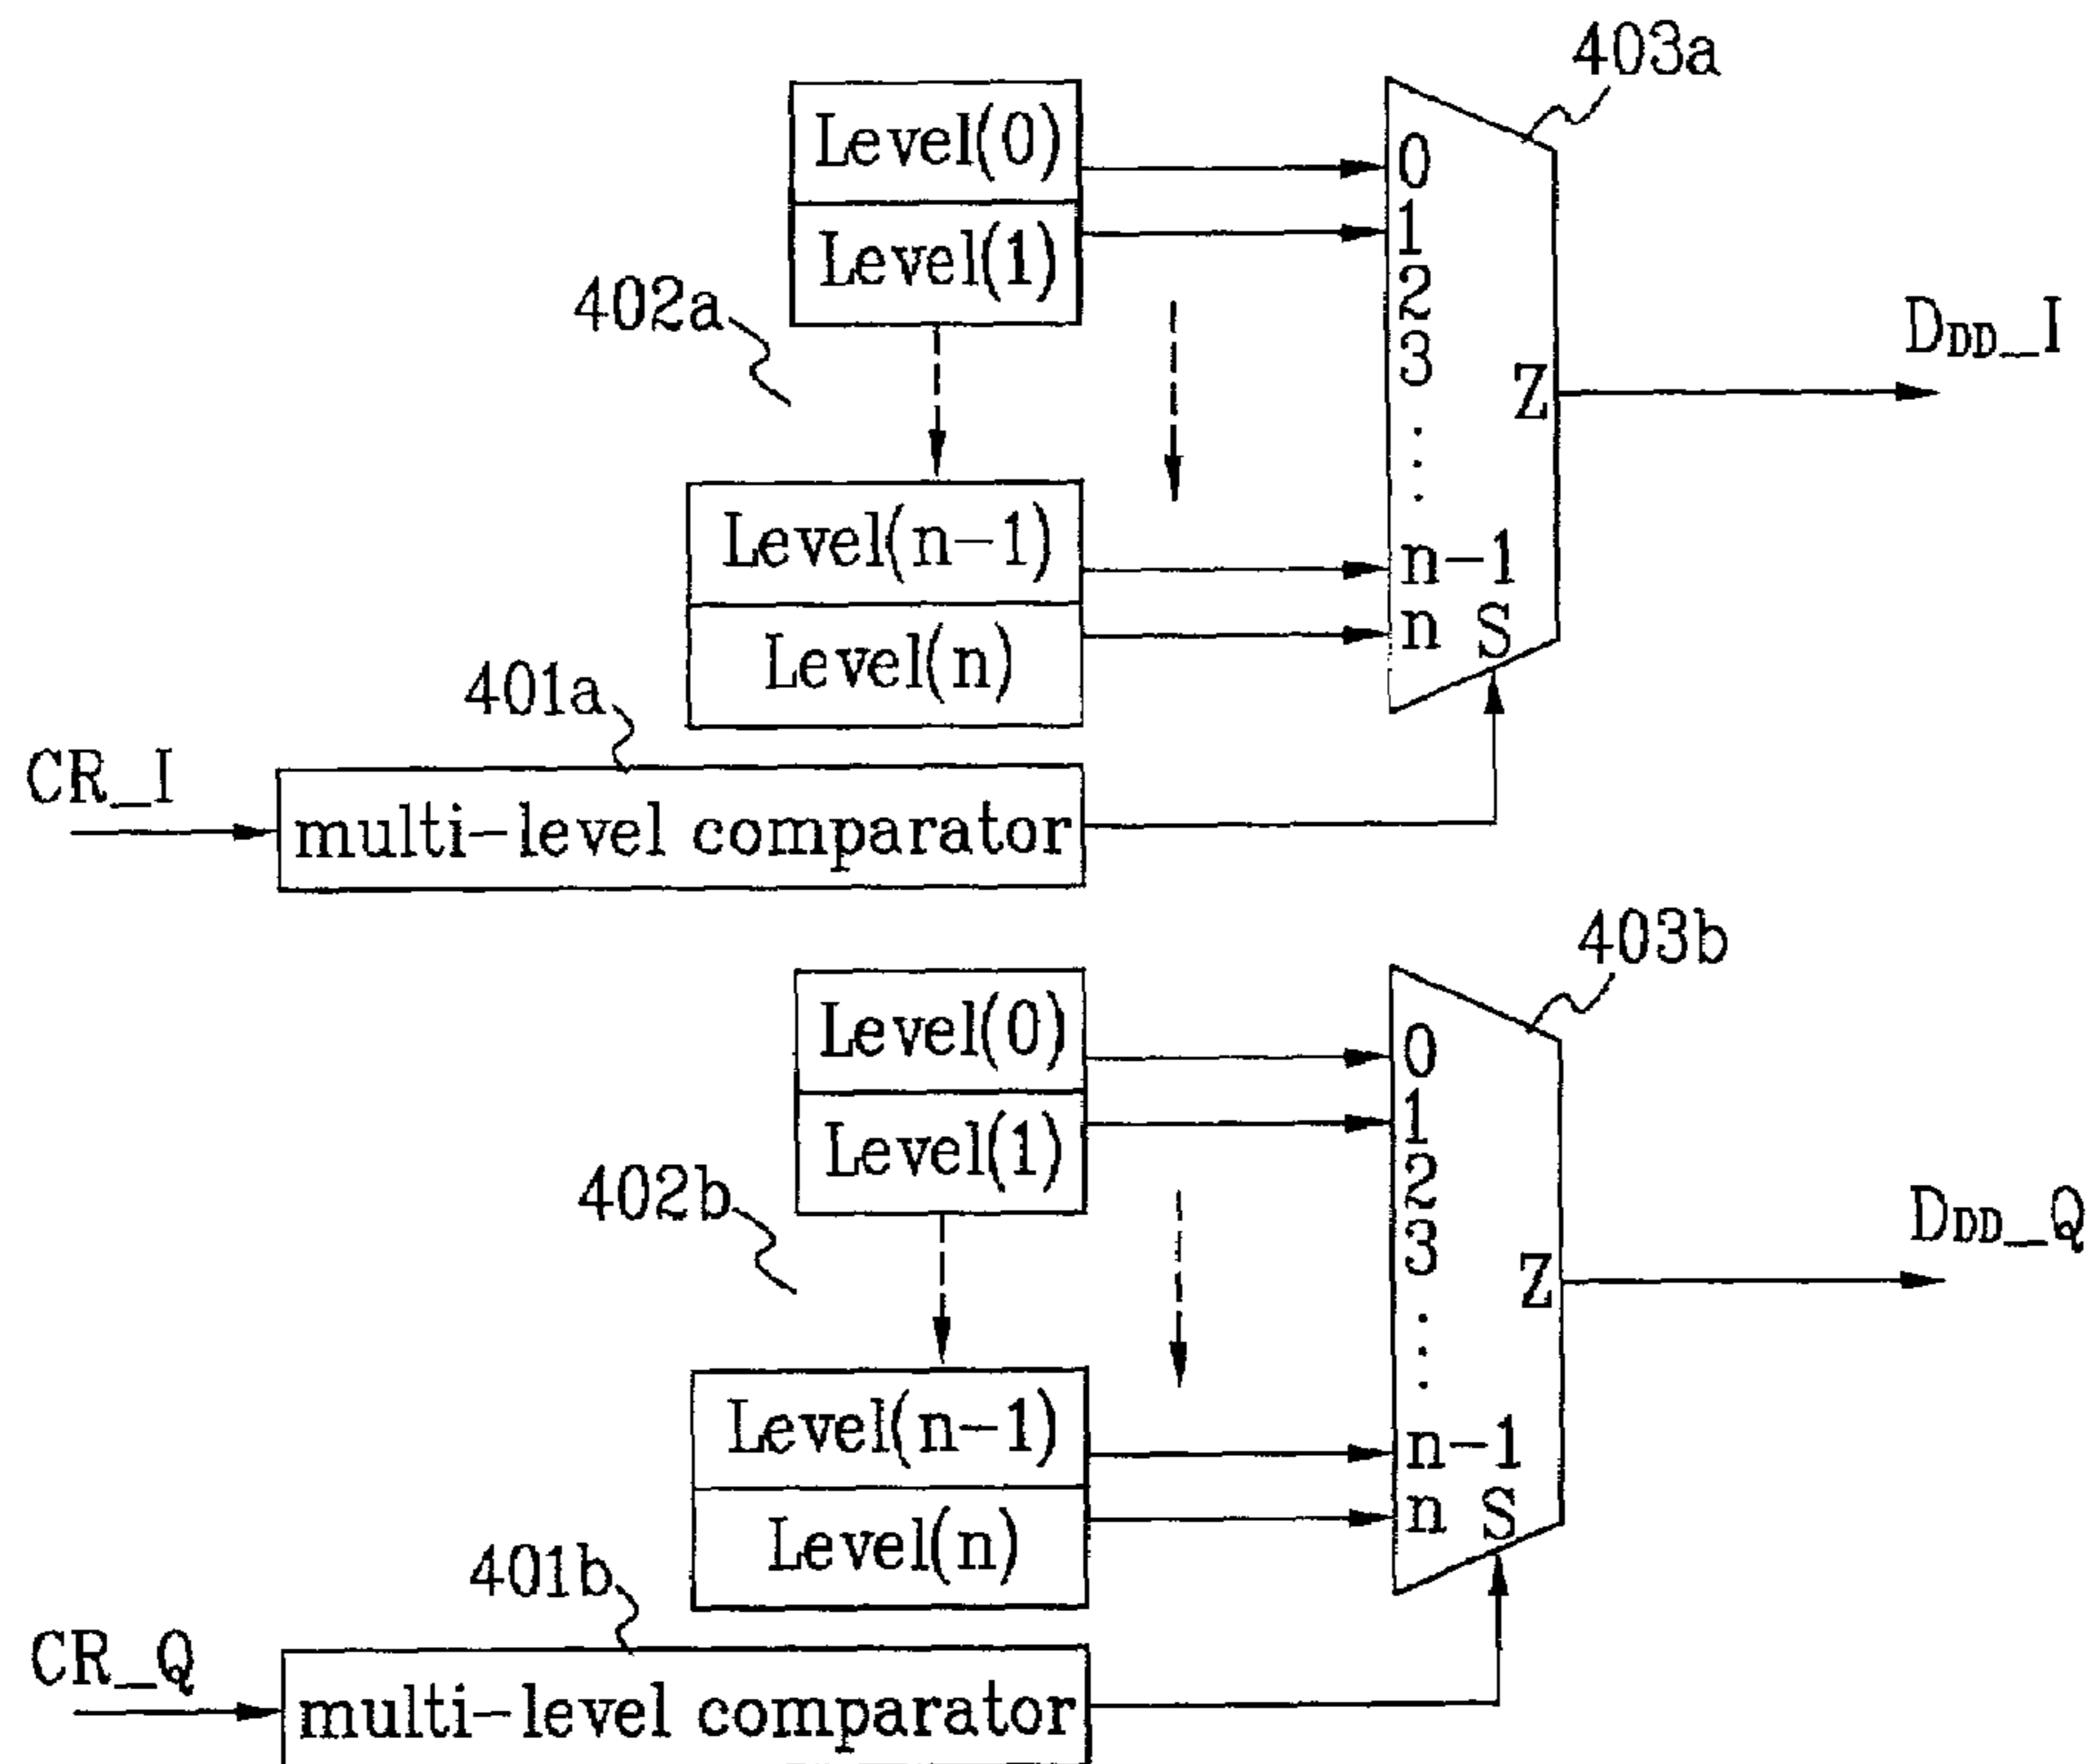 403a
Level(0)
0
Level(1)
1
402a
2
3
D_DD_I
Z
.
.
.
Level(n-1)
n-1
Level(n)
n S
401a
CR_I
multi-level comparator
403b
Level(0)
0
Level(1)
1
402b
2
3
D_DD_Q
Z
.
.
.
Level(n-1)
n-1
Level(n)
n S
401b
CR_Q
multi-level comparator